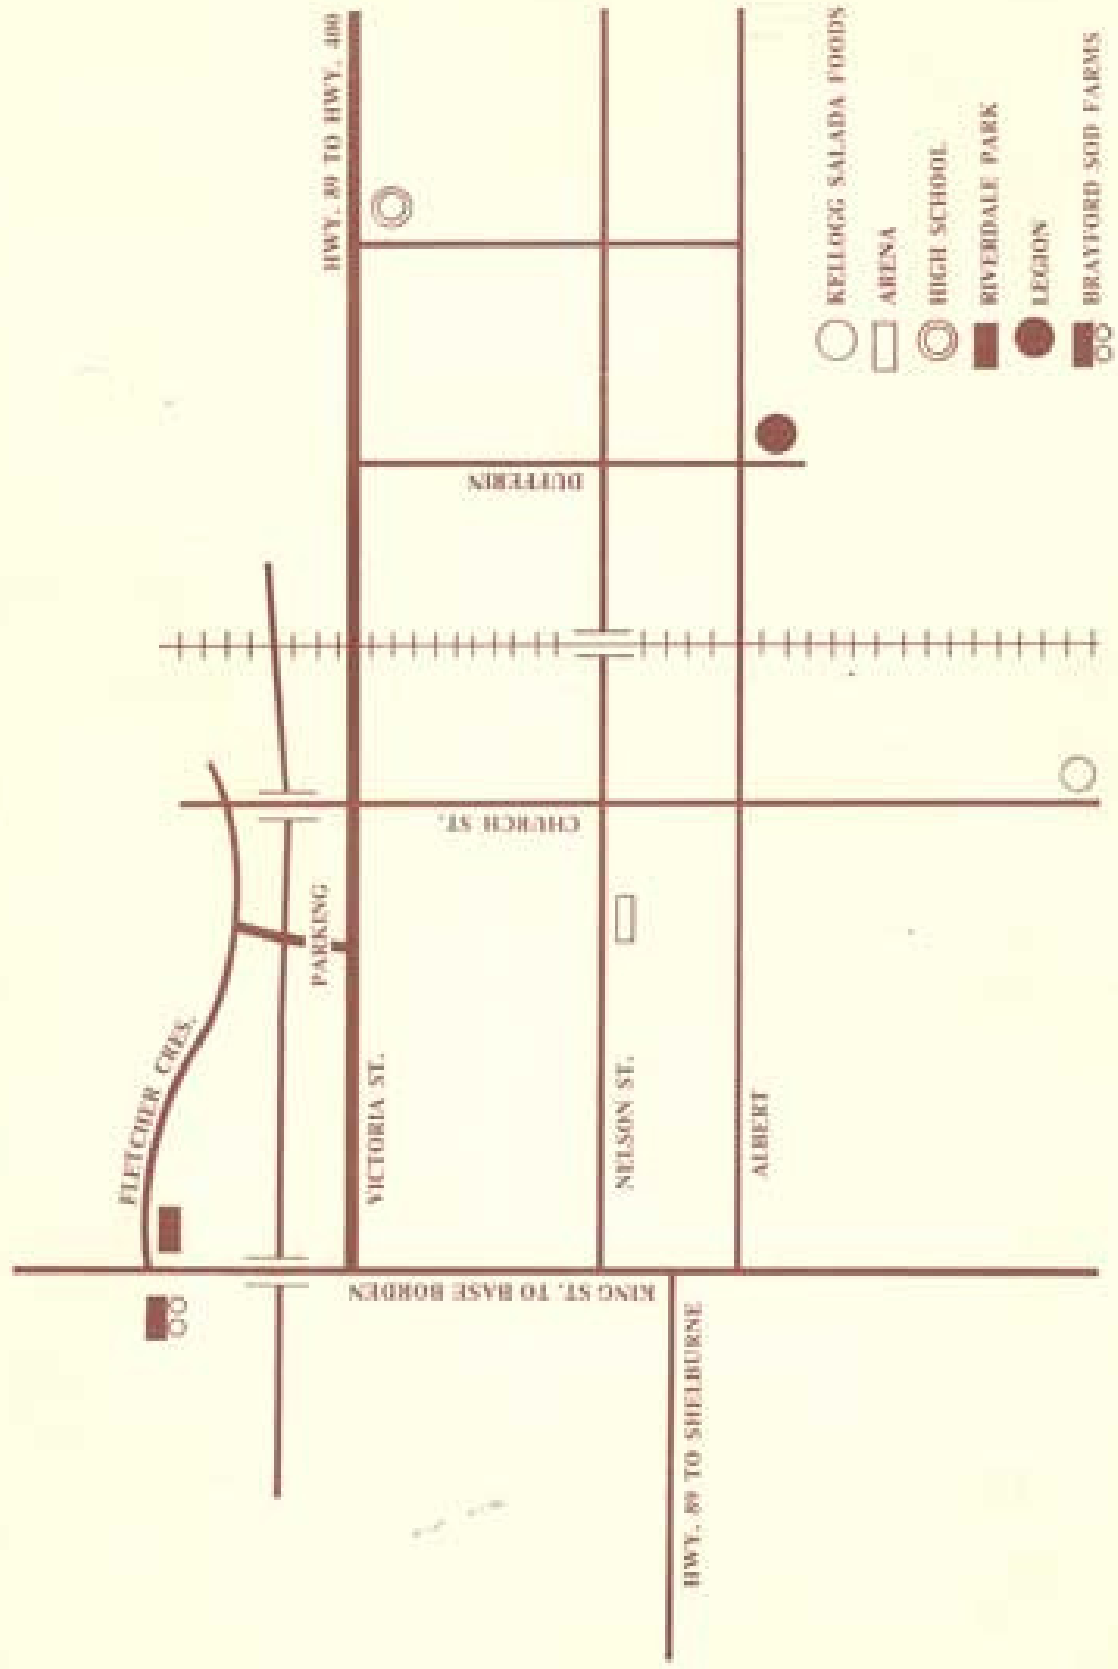 HWY. 89 TO HWY. 400
FLETCHER CRES.
PARKING
VICTORIA ST.
NELSON ST.
ALBERT
HWY. 89 TO SHELBURNE
KING ST. TO BASE BORDEN
CHURCH ST.
DUFFERIN
KELLOGG SALADA FOODS
ARENA
HIGH SCHOOL
RIVERDALE PARK
LEGION
BRAYFORD SOD FARMS